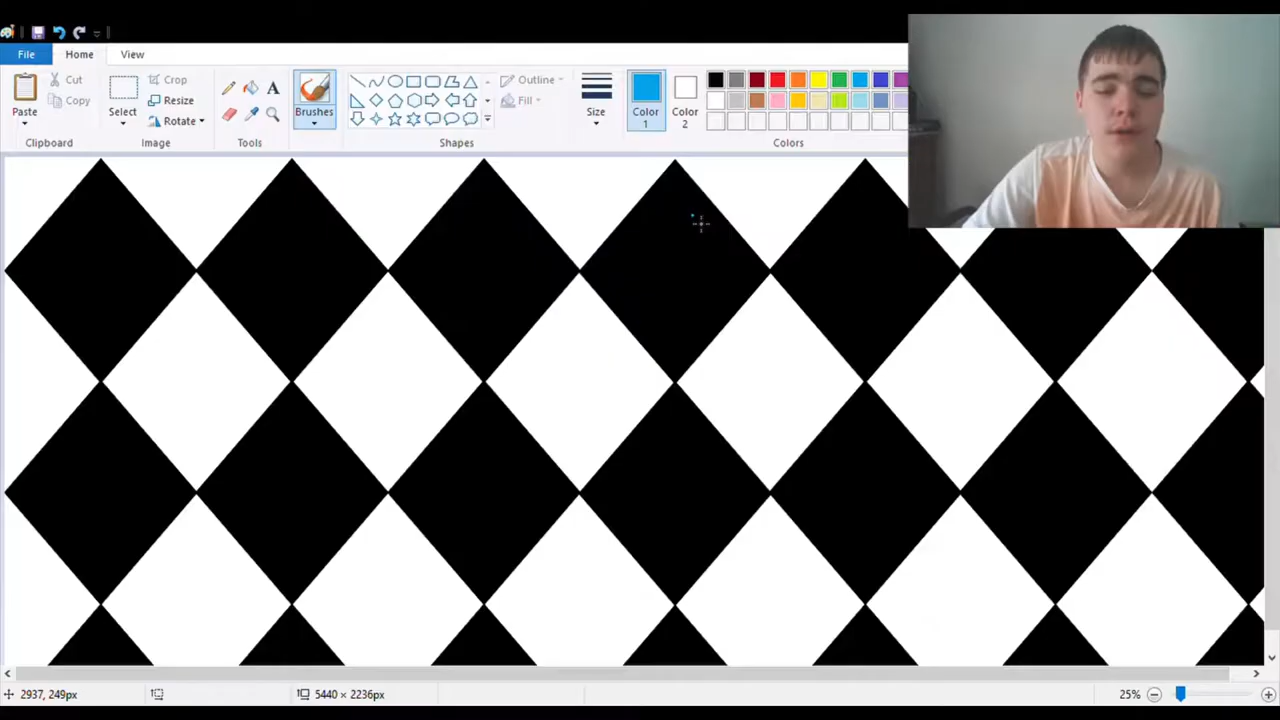 File Home View
Paste Cut Copy
Clipboard
Select Crop Resize Rotate
Image
A
Tools
Brushes
Outline Fill
Shapes
Size
Color 1
Color 2
Colors
2937, 249px
5440 × 2236px
25%